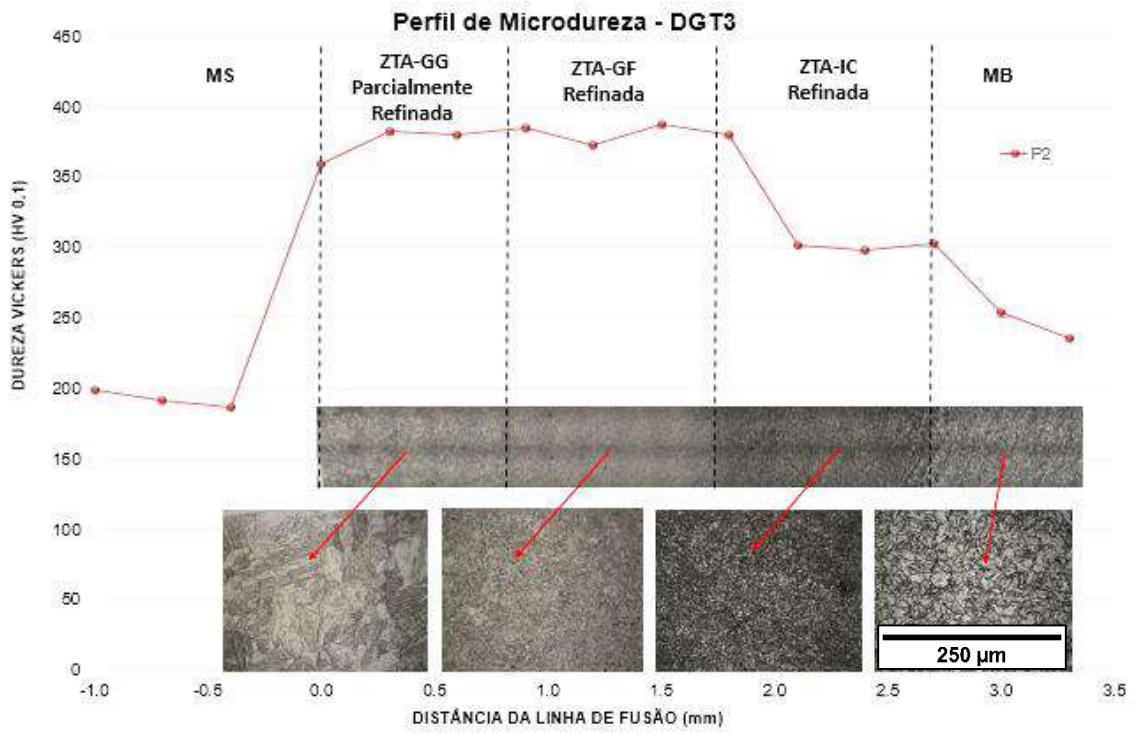 Perfil de Microdureza - DGT3
450
400
350
300
250
200
150
100
50
0
DUREZA VICKERS (HV 0,1)
MS
ZTA-GG
Parcialmente
Refinada
ZTA-GF
Refinada
ZTA-IC
Refinada
MB
P2
250 µm
-1.0
-0.5
0.0
0.5
1.0
1.5
2.0
2.5
3.0
3.5
DISTÂNCIA DA LINHA DE FUSÃO (mm)